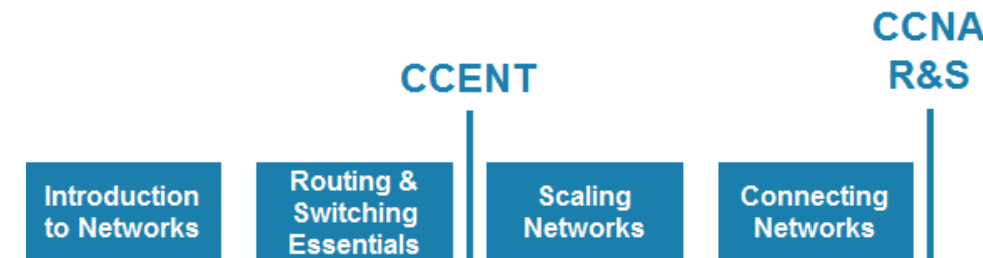 CCNA
R&S
CCENT
Introduction
to Networks
Routing &
Switching
Essentials
Scaling
Networks
Connecting
Networks